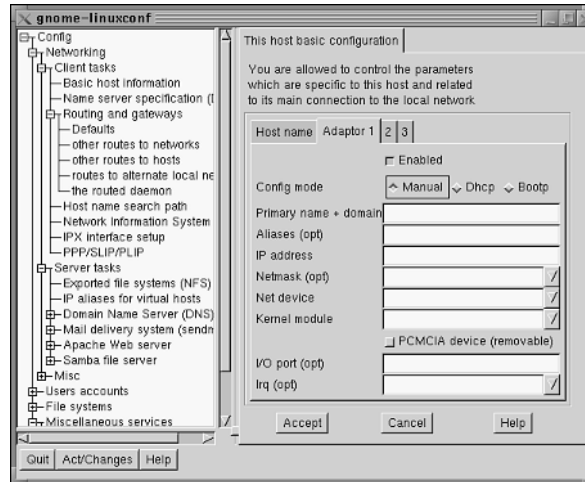 gnome-linuxconf
Config
Networking
Client tasks
Basic host information
Name server specification (
Routing and gateways
Defaults
other routes to networks
other routes to hosts
routes to alternate local ne
the routed daemon
Host name search path
Network Information System
IPX interface setup
PPP/SLIP/PLIP
Server tasks
Exported file systems (NFS)
IP aliases for virtual hosts
Domain Name Server (DNS)
Mail delivery system (sendm
Apache Web server
Samba file server
Misc
Users accounts
File systems
Miscellaneous services
Quit Act/Changes Help
This host basic configuration
You are allowed to control the parameters
which are specific to this host and related
to its main connection to the local network
Host name Adaptor 1 2 3
Enabled
Config mode Manual Dhcp Bootp
Primary name + domain
Aliases (opt)
IP address
Netmask (opt)
Net device
Kernel module
PCMCIA device (removable)
I/O port (opt)
Irq (opt)
Accept Cancel Help